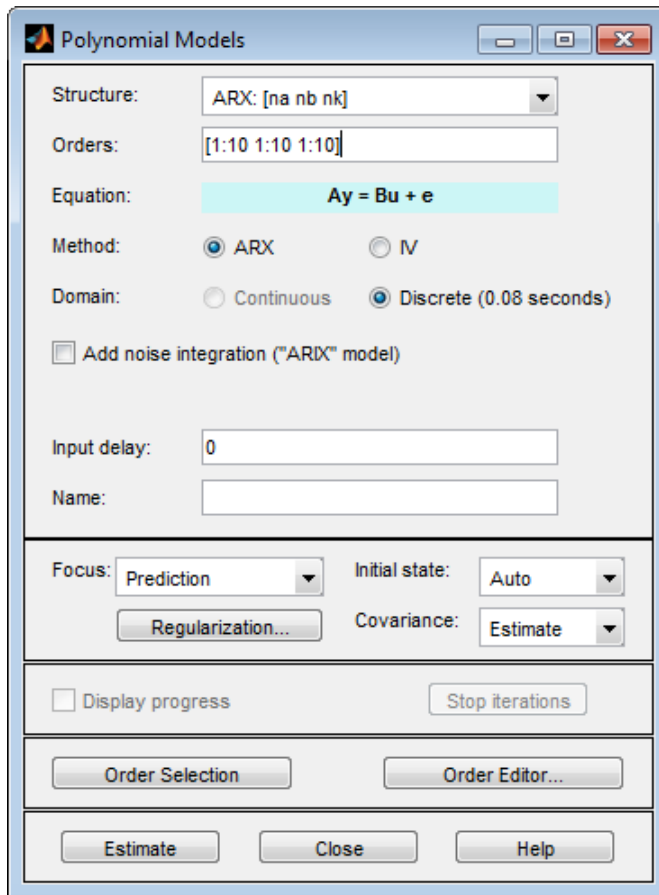 Polynomial Models
Structure: ARX: [na nb nk]
Orders: [1:10 1:10 1:10]
Equation: Ay = Bu + e
Method: ARX IV
Domain: Continuous Discrete (0.08 seconds)
Add noise integration ("ARIX" model)
Input delay: 0
Name:
Focus: Prediction Initial state: Auto
Regularization... Covariance: Estimate
Display progress Stop iterations
Order Selection Order Editor...
Estimate Close Help